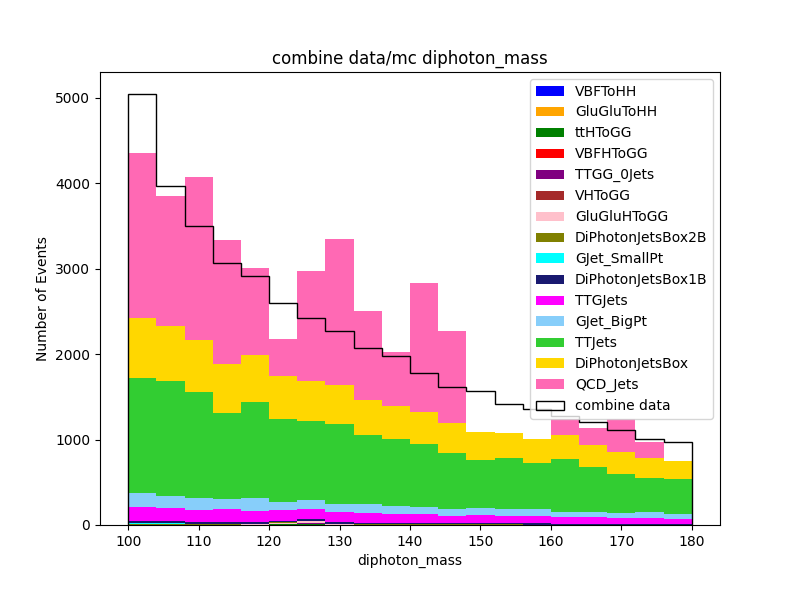 combine data/mc diphoton_mass
Number of Events
5000
4000
3000
2000
1000
0
VBFToHH
GluGluToHH
ttHToGG
VBFHToGG
TTGG_0Jets
VHToGG
GluGluHToGG
DiPhotonJetsBox2B
GJet_SmallPt
DiPhotonJetsBox1B
TTGJets
GJet_BigPt
TTJets
DiPhotonJetsBox
QCD_Jets
combine data
100 110 120 130 140 150 160 170 180
diphoton_mass